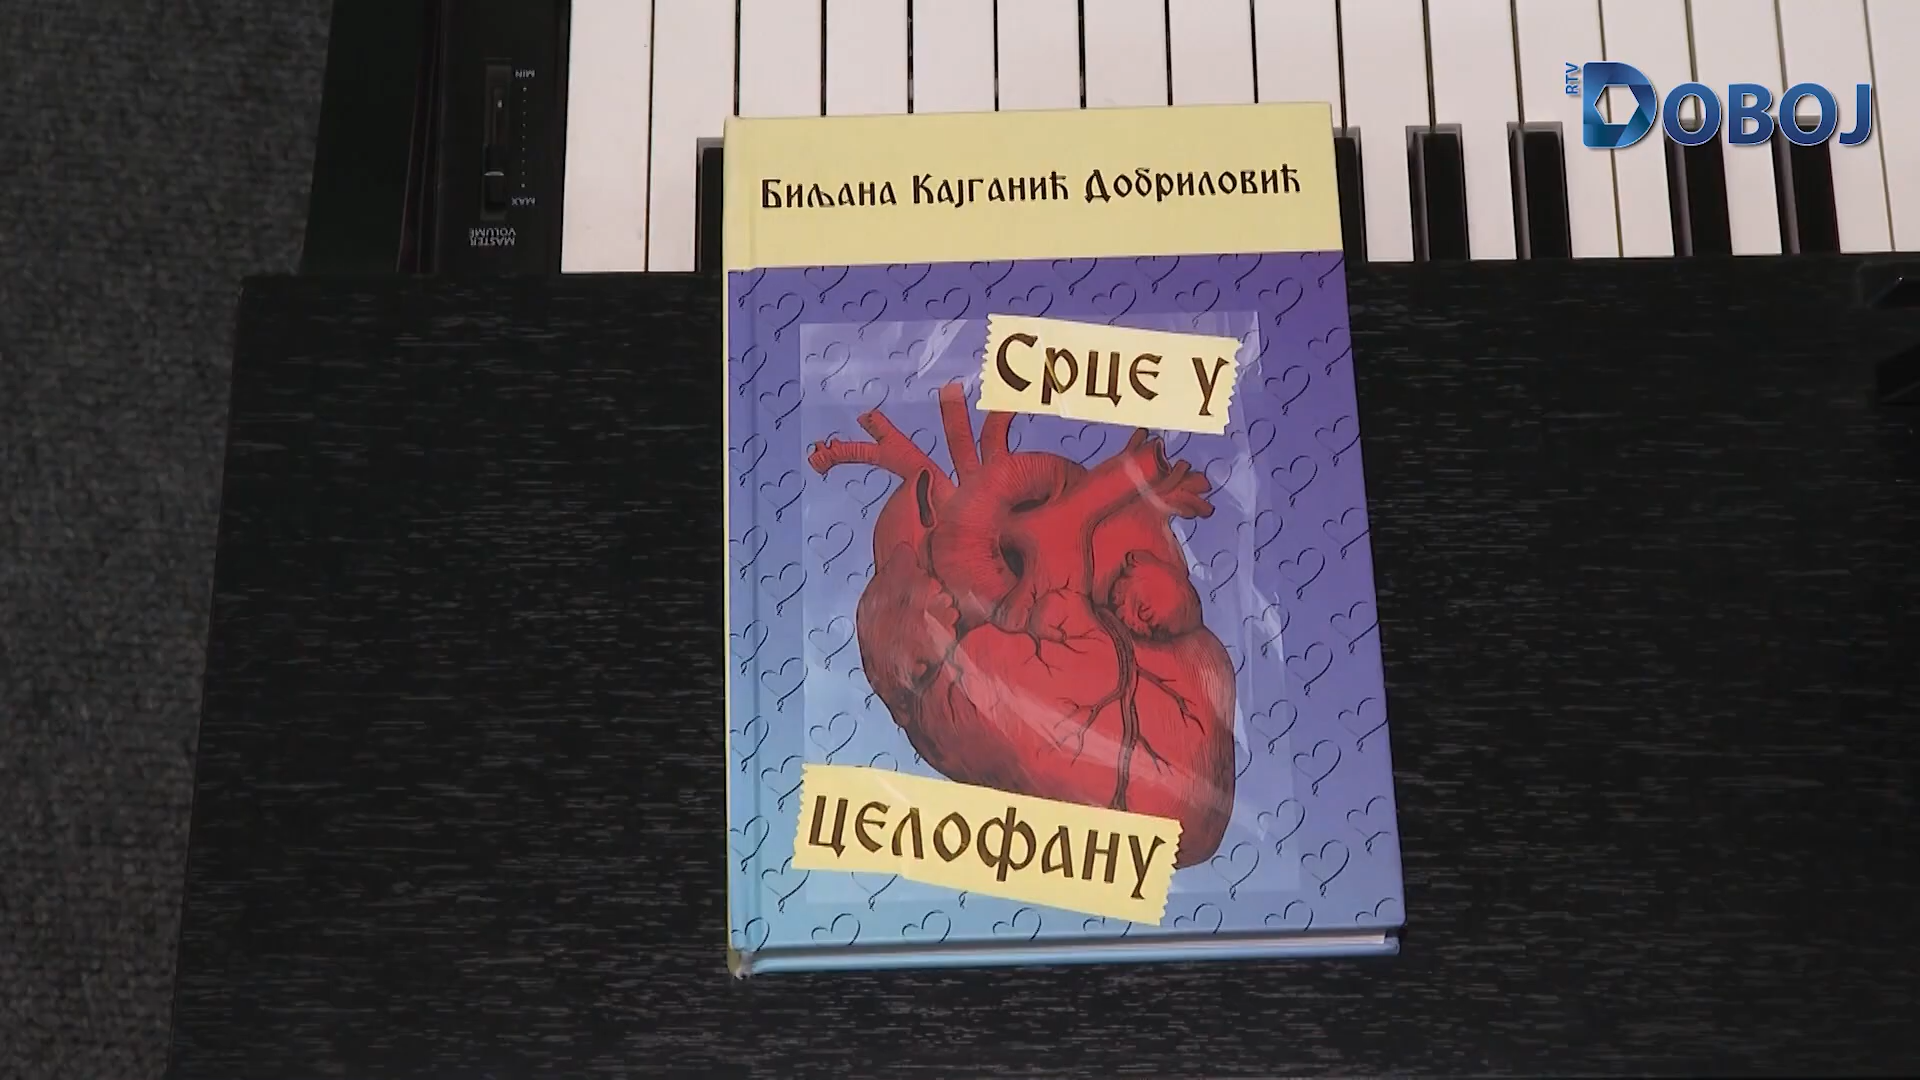 RTV DOBOJ
MIN
MAX
MASTER
VOLUME
Биљана Кајганић Добриловић
Срце у
целофану